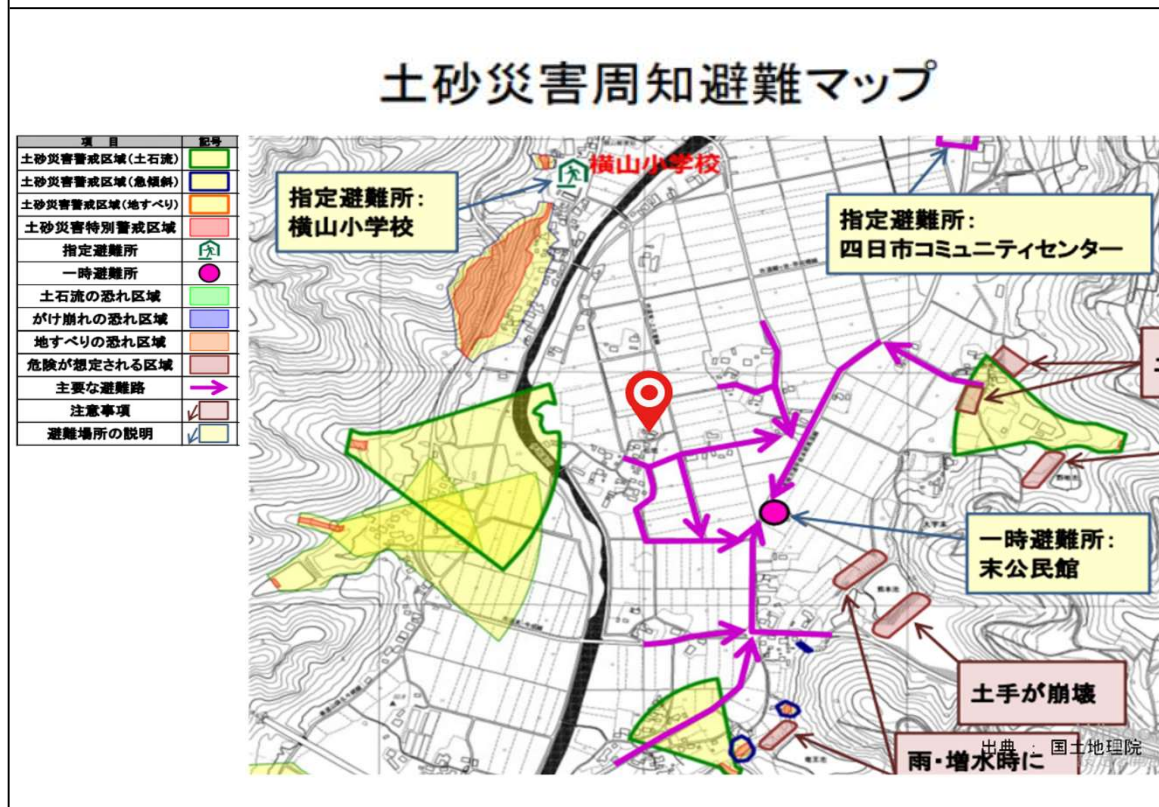 土砂災害周知避難マップ
項 目 記号
土砂災害警戒区域(土石流)
土砂災害警戒区域(急傾斜)
土砂災害警戒区域(地すべり)
土砂災害特別警戒区域
指定避難所
一時避難所
土石流の恐れ区域
がけ崩れの恐れ区域
地すべりの恐れ区域
危険が想定される区域
主要な避難路
注意事項
避難場所の説明
横山小学校
指定避難所:
横山小学校
指定避難所:
四日市コミュニティセンター
一時避難所:
末公民館
土手が崩壊
雨・増水時に
出典 : 国土地理院